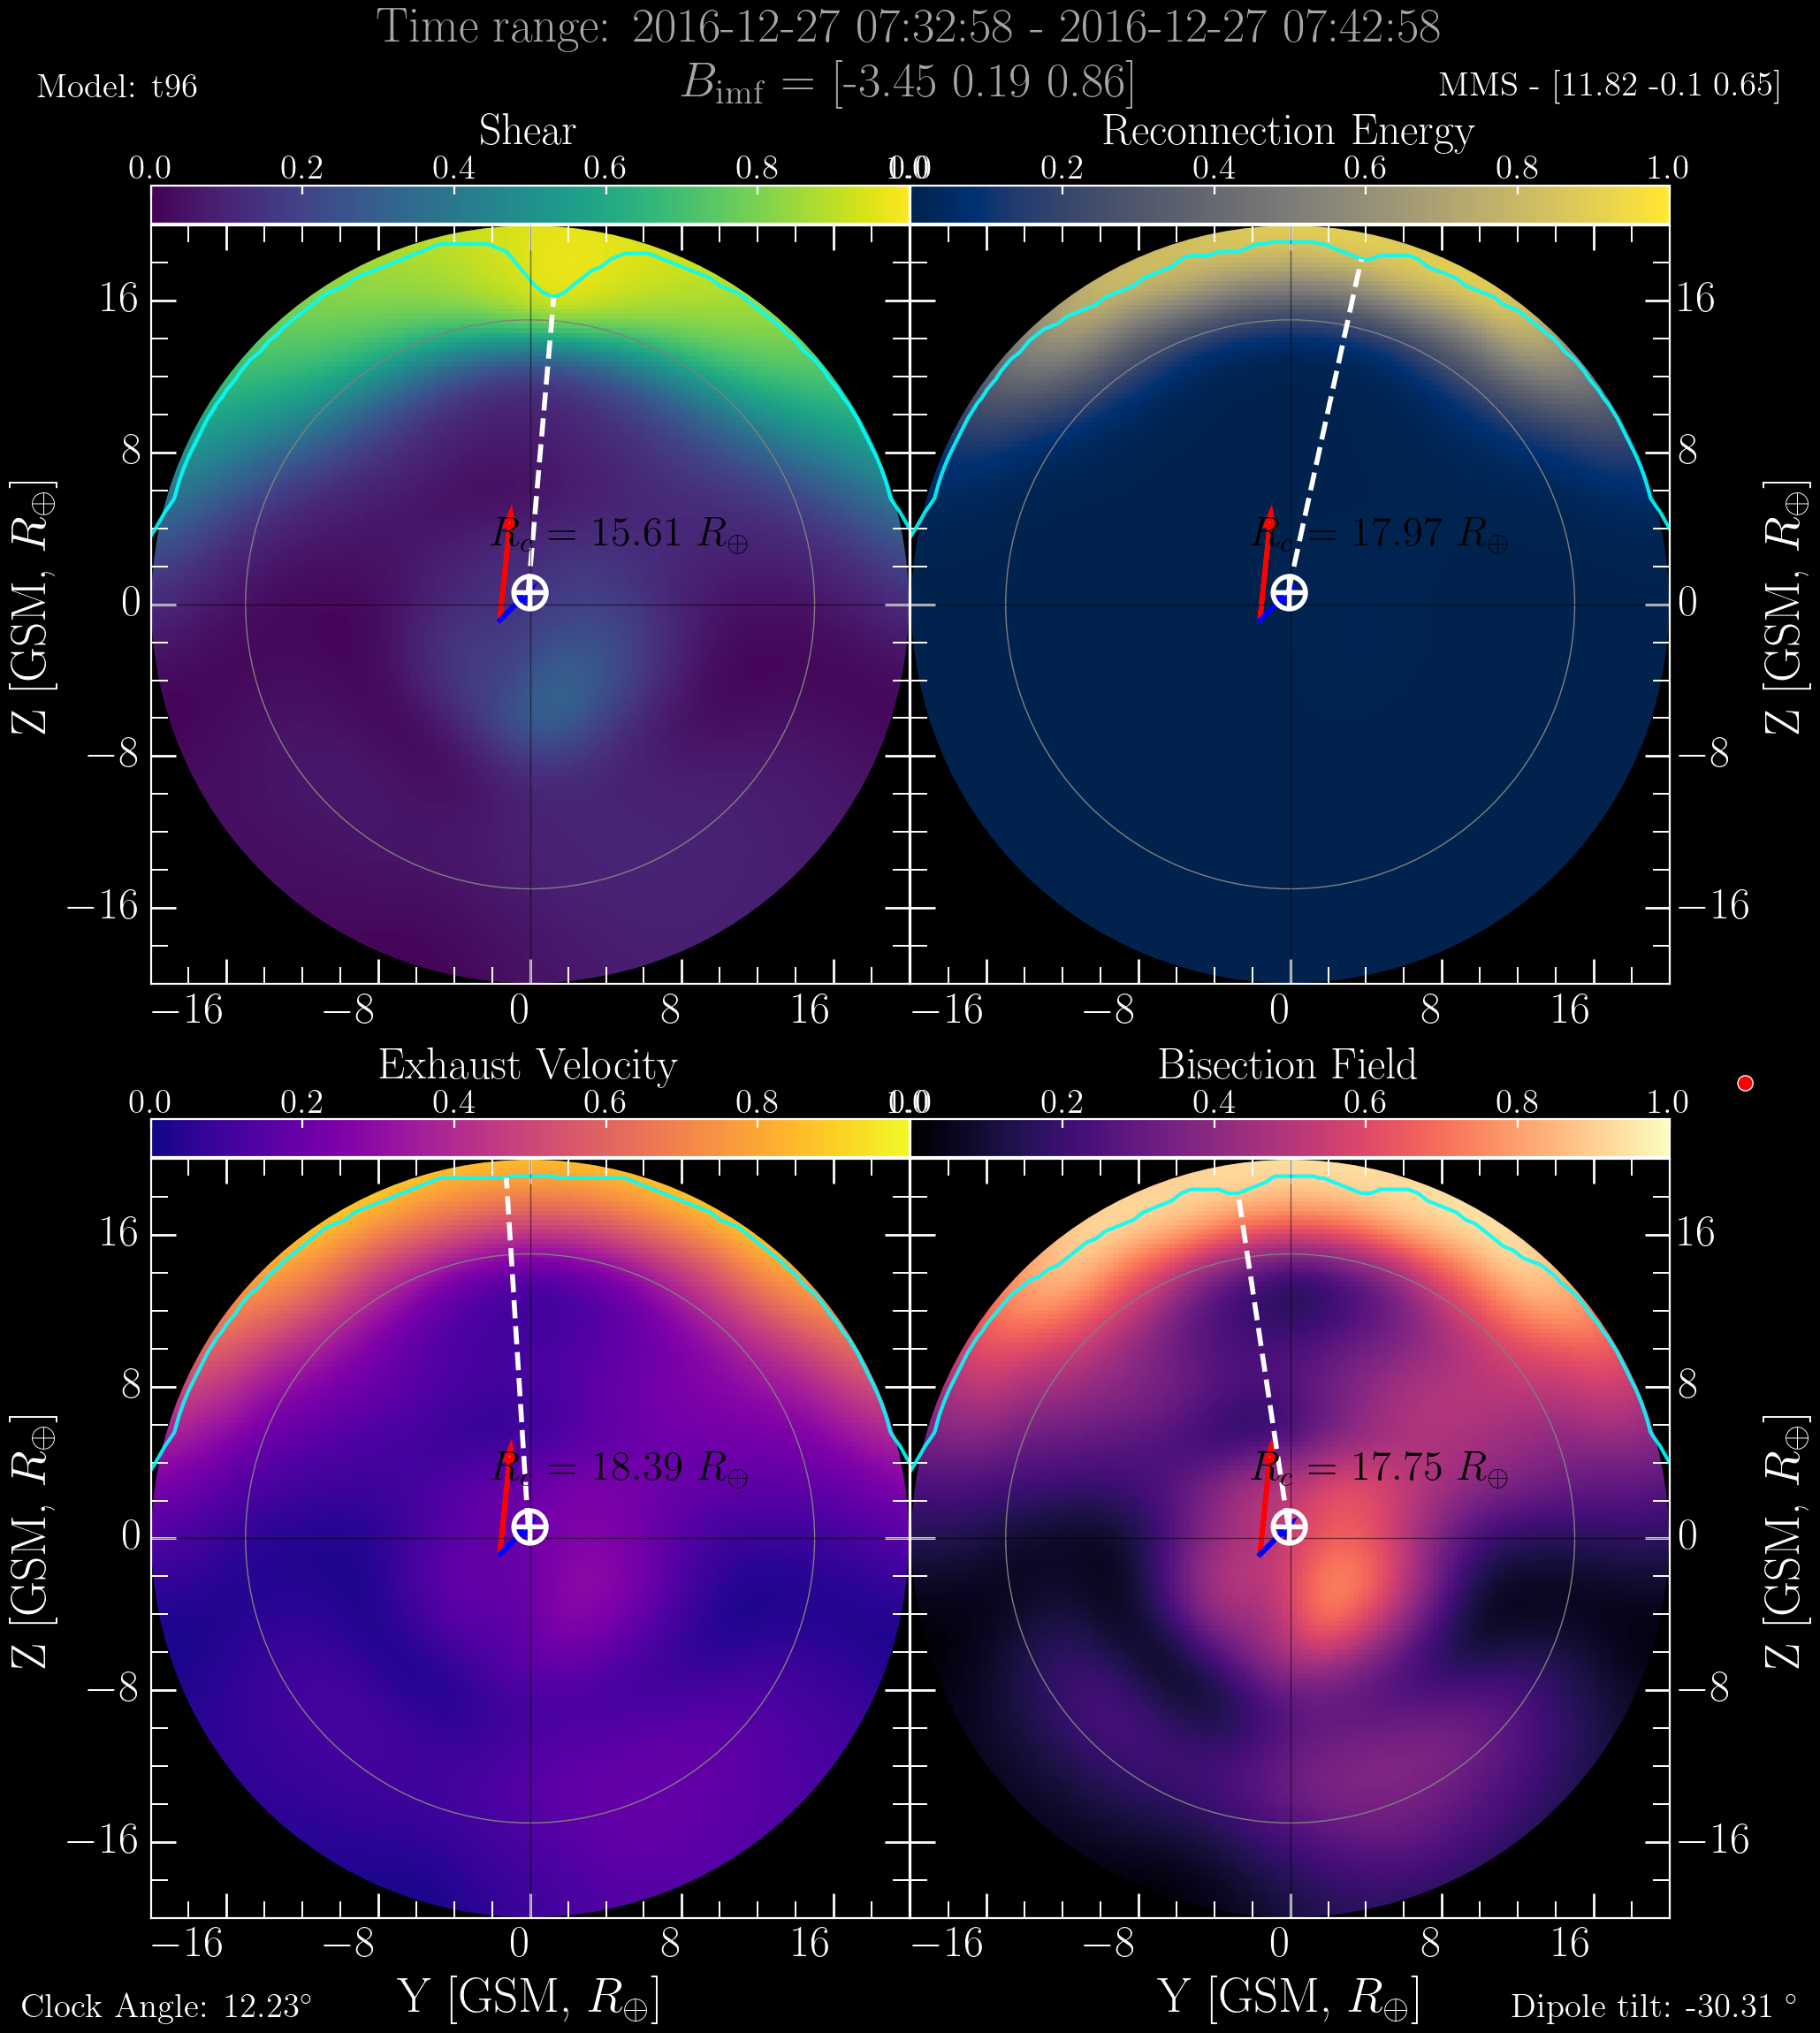 Time range: 2016-12-27 07:32:58 - 2016-12-27 07:42:58
Model: t96
B_imf = [-3.45 0.19 0.86]
MMS - [11.82 -0.1 0.65]
Shear
Reconnection Energy
0.0 0.2 0.4 0.6 0.8 1.0
0.2 0.4 0.6 0.8 1.0
16
8
0
−8
−16
Z [GSM, R⊕]
R_c = 15.61 R⊕
R_c = 17.97 R⊕
16
8
0
−8
−16
Z [GSM, R⊕]
−16 −8 0 8 16
−16 −8 0 8 16
Exhaust Velocity
Bisection Field
0.0 0.2 0.4 0.6 0.8 1.0
0.2 0.4 0.6 0.8 1.0
16
8
0
−8
−16
Z [GSM, R⊕]
R_c = 18.39 R⊕
R_c = 17.75 R⊕
16
8
0
−8
−16
Z [GSM, R⊕]
−16 −8 0 8 16
−16 −8 0 8 16
Y [GSM, R⊕]
Y [GSM, R⊕]
Clock Angle: 12.23°
Dipole tilt: -30.31 °